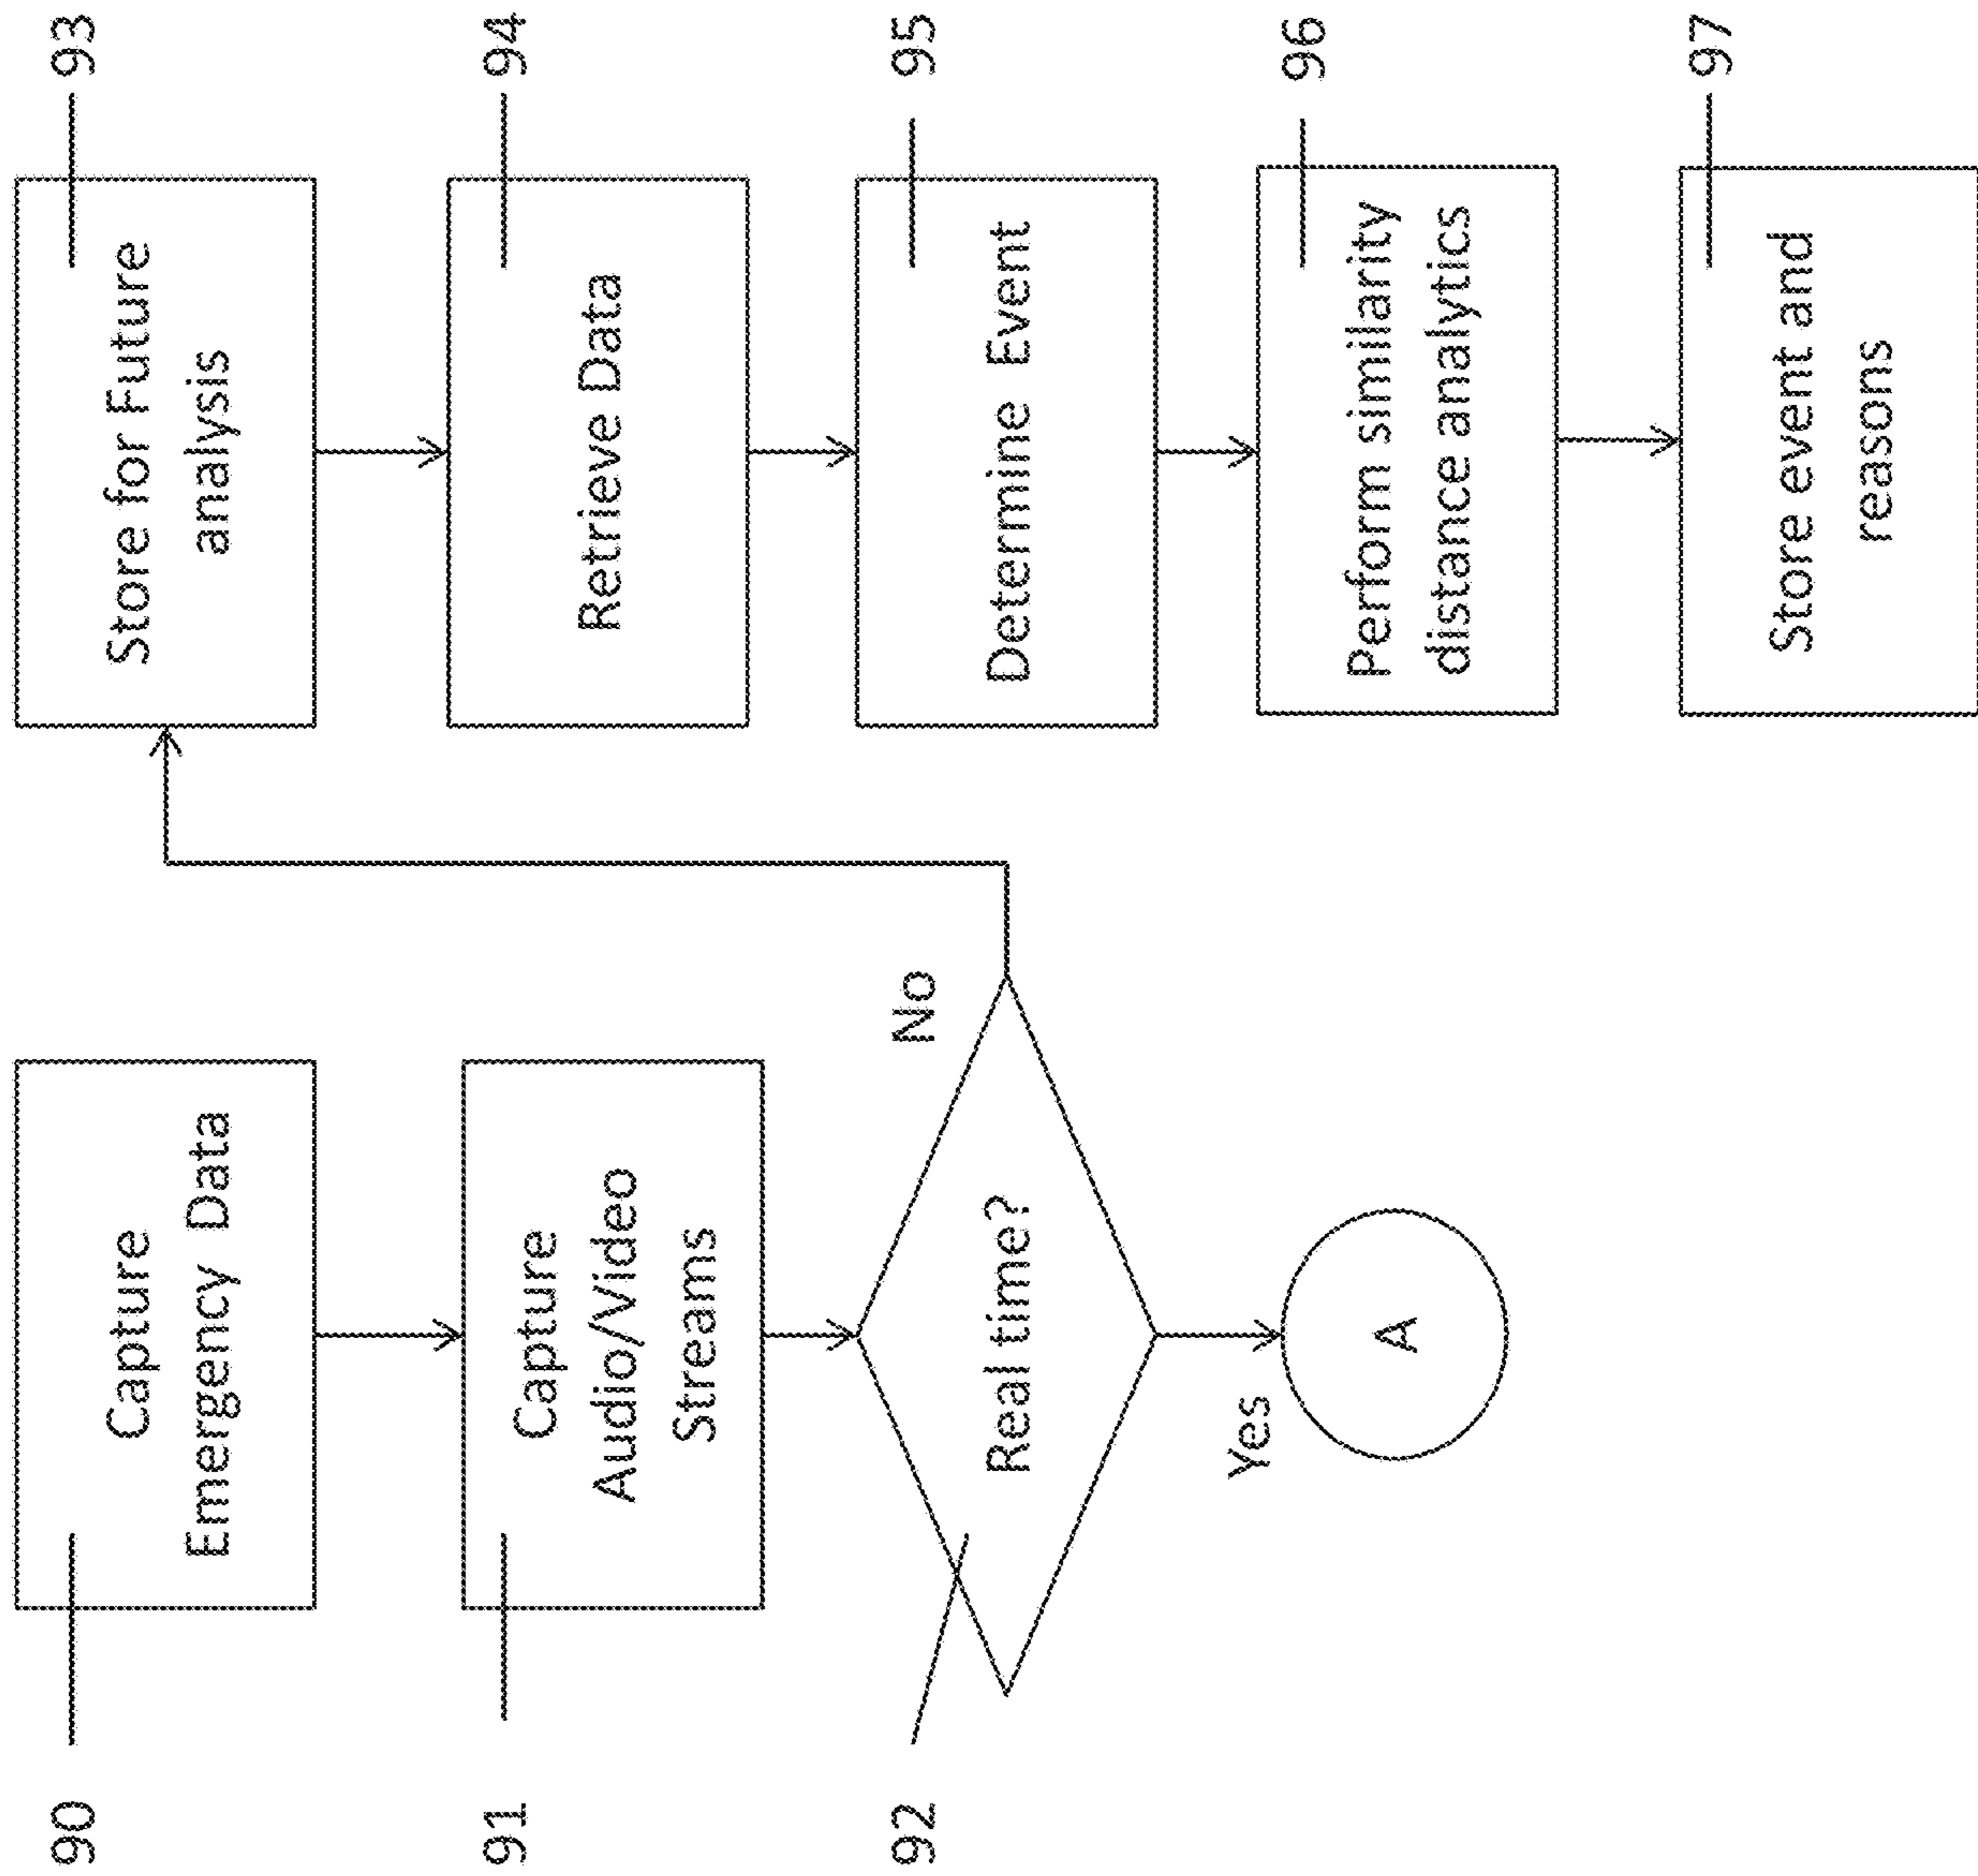 90
Capture
Emergency Data
91
Capture
Audio/Video
Streams
92
Real time?
No
Yes
A
93
Store for Future
analysis
94
Retrieve Data
95
Determine Event
96
Perform similarity
distance analytics
97
Store event and
reasons